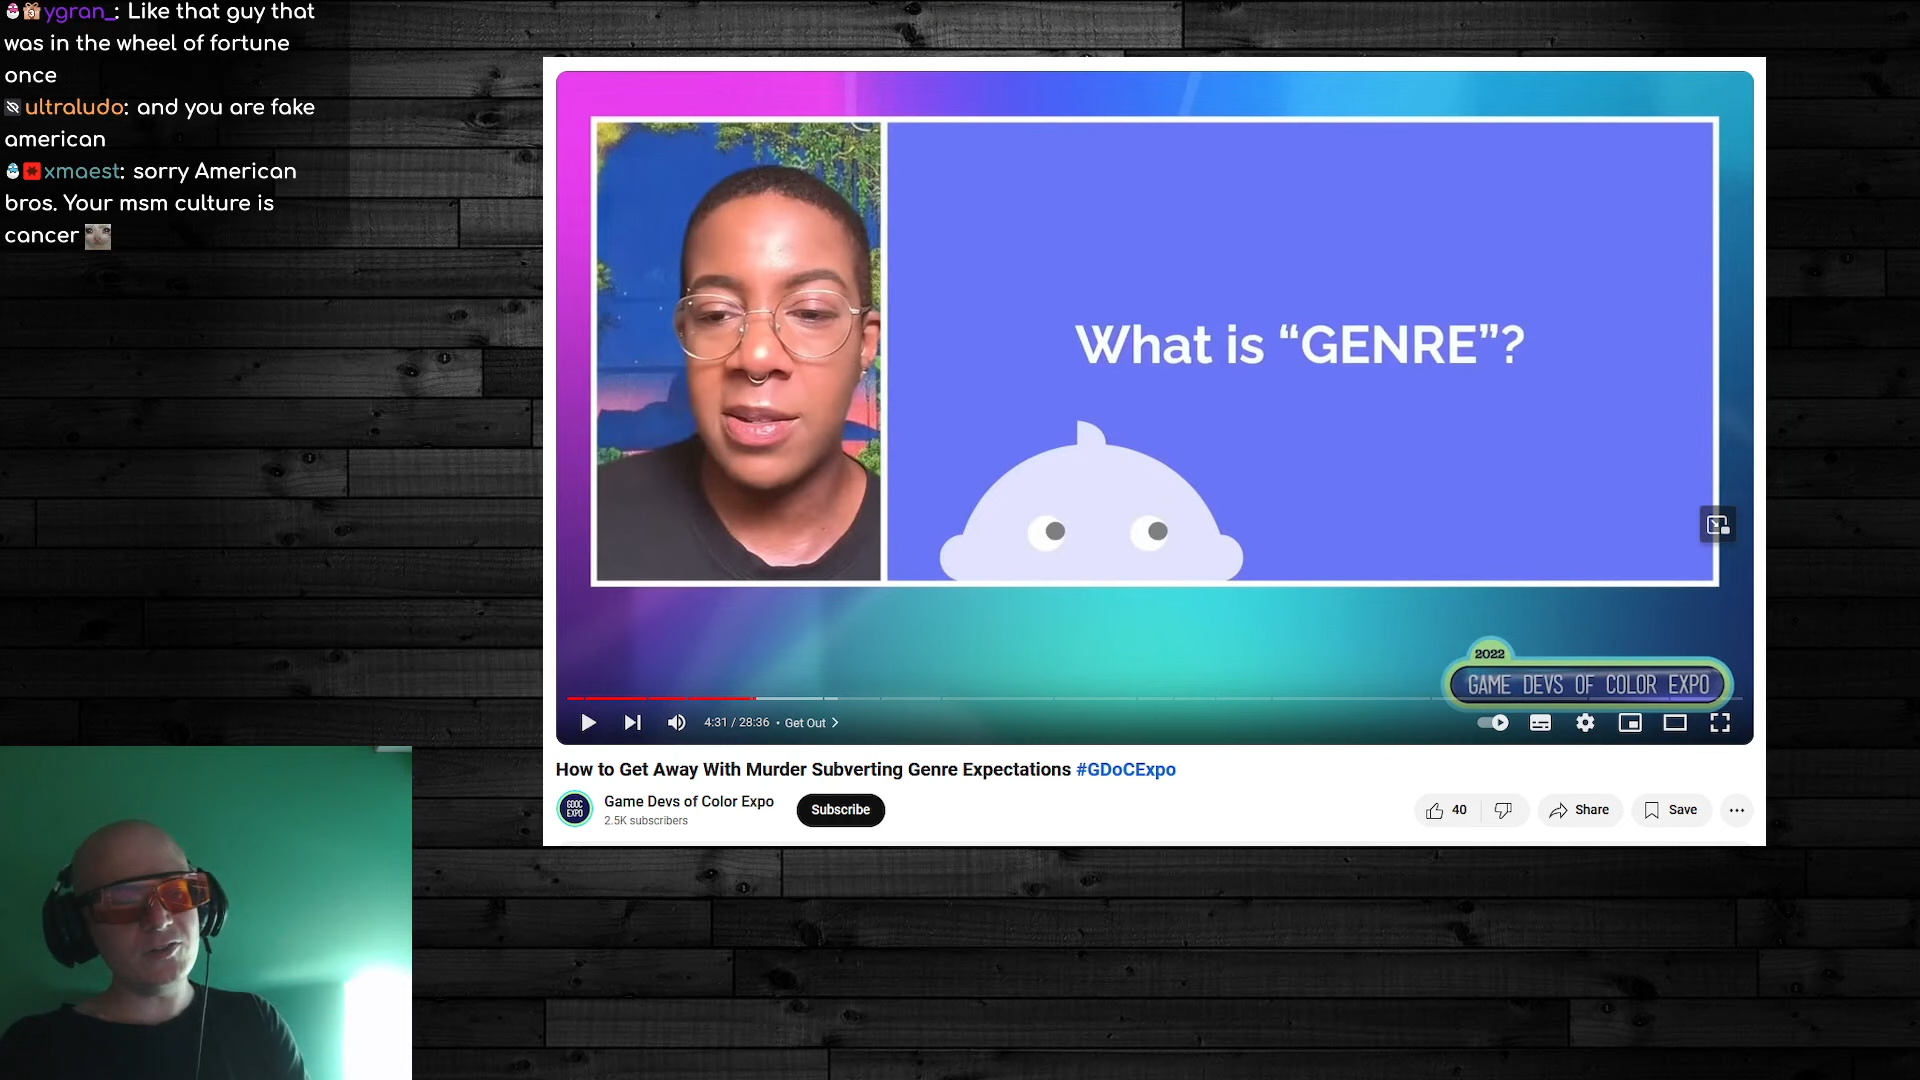 ygran_: Like that guy that
was in the wheel of fortune
once
ultraludo: and you are fake
american
xmaest: sorry American
bros. Your msm culture is
cancer
What is “GENRE”?
2022
GAME DEVS OF COLOR EXPO
4:31 / 28:36 • Get Out
How to Get Away With Murder Subverting Genre Expectations #GDoCExpo
GDOC
EXPO
Game Devs of Color Expo
2.5K subscribers
Subscribe
40
Share
Save